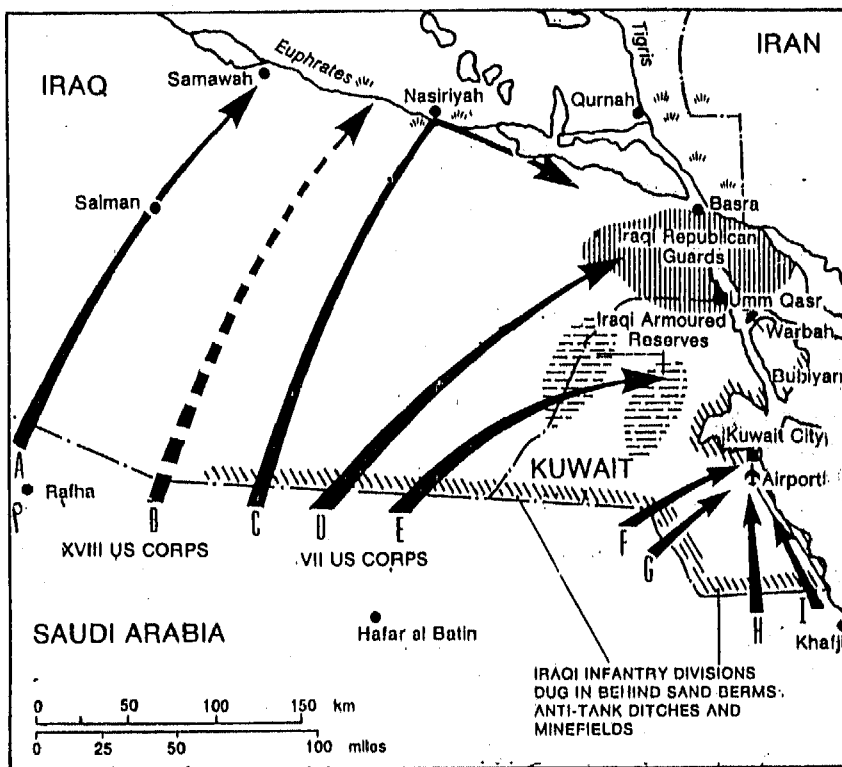 IRAQ
IRAN
Tigris
Euphrates
Samawah
Nasiriyah
Qurnah
Salman
Basra
Iraqi Republican
Guards
Umm Qasr
Iraqi Armoured
Reserves
Warbah
Bubiyan
Kuwait City
KUWAIT
Airport
A
P
Rafha
B
C
D
E
F
G
H
I
XVIII US CORPS
VII US CORPS
SAUDI ARABIA
Hafar al Batin
Khafji
IRAQI INFANTRY DIVISIONS
DUG IN BEHIND SAND BERMS,
ANTI-TANK DITCHES AND
MINEFIELDS
0 50 100 150 km
0 25 50 100 miles